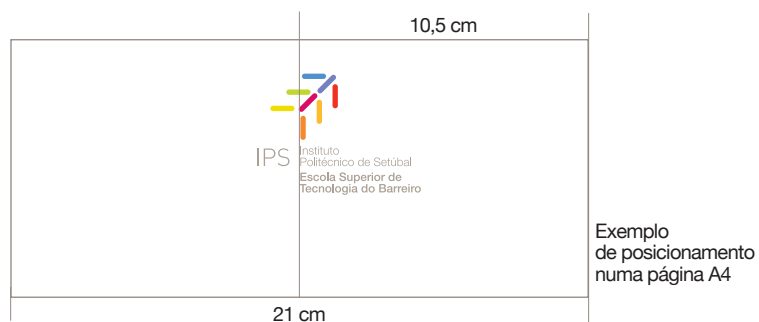 10,5 cm
IPS
Instituto
Politécnico de Setúbal
Escola Superior de
Tecnologia do Barreiro
Exemplo
de posicionamento
numa página A4
21 cm